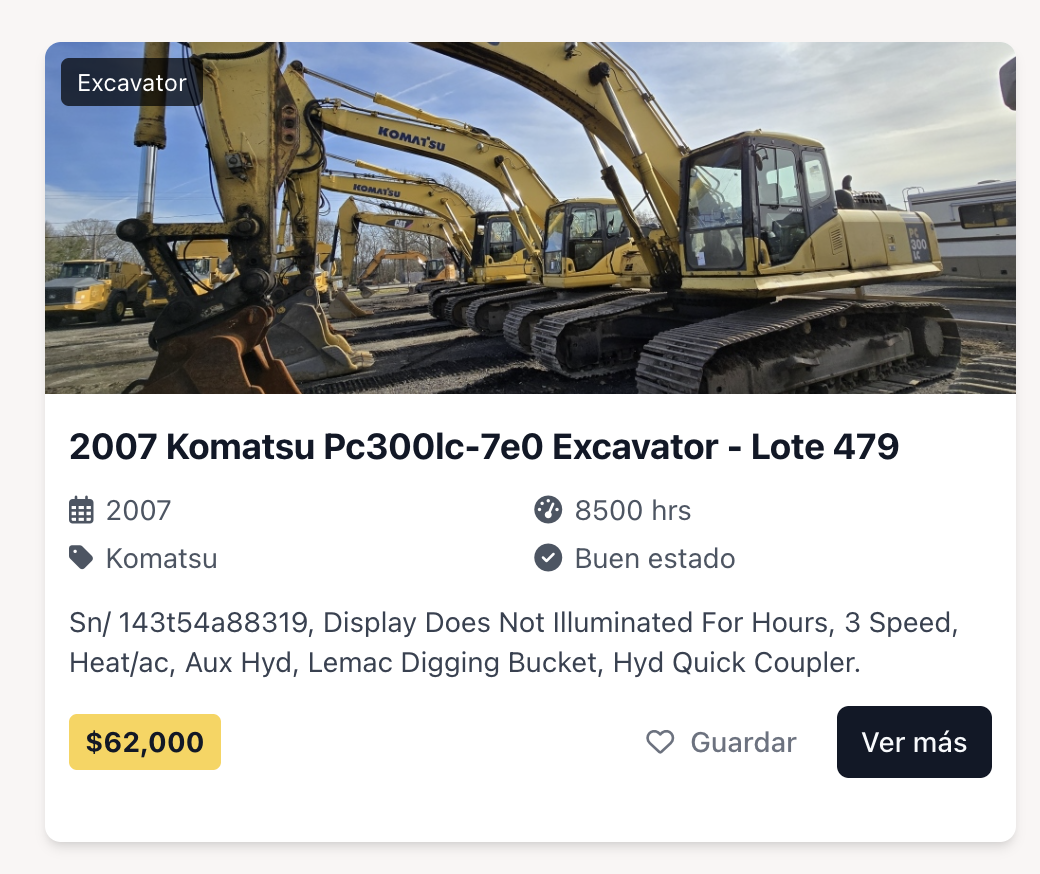 Excavator
KOMATSU
KOMATSU
CAT
PC
300
LC
2007 Komatsu Pc300lc-7e0 Excavator - Lote 479
2007
8500 hrs
Komatsu
Buen estado
Sn/ 143t54a88319, Display Does Not Illuminated For Hours, 3 Speed,
Heat/ac, Aux Hyd, Lemac Digging Bucket, Hyd Quick Coupler.
$62,000
Guardar
Ver más